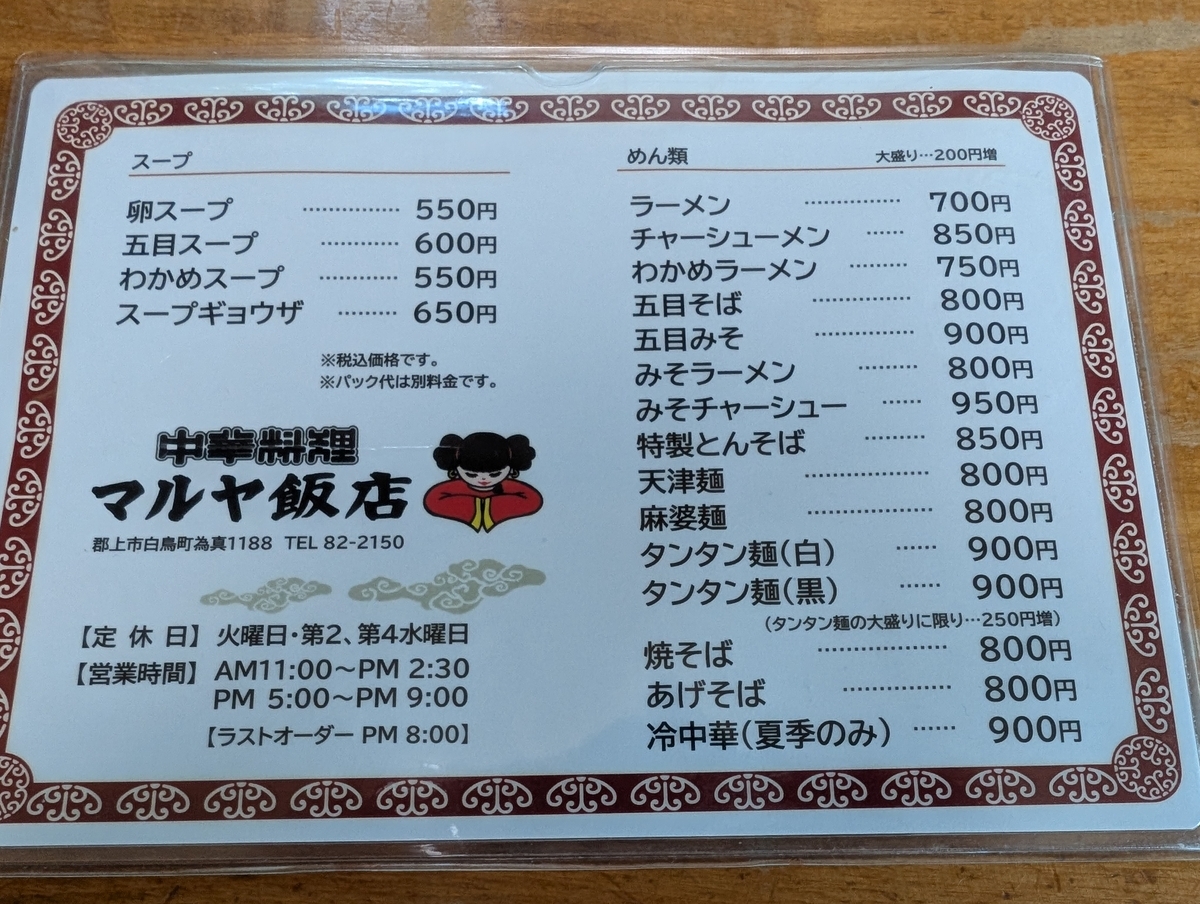 スープ
卵スープ ………… 550円
五目スープ ……… 600円
わかめスープ ……… 550円
スープギョウザ ……… 650円
※税込価格です。
※パック代は別料金です。
中華料理
マルヤ飯店
郡上市白鳥町為真1188 TEL 82-2150
【定休日】火曜日・第2、第4水曜日
【営業時間】AM11:00～PM 2:30
PM 5:00～PM 9:00
【ラストオーダー PM 8:00】
めん類 大盛り…200円増
ラーメン ………… 700円
チャーシューメン …… 850円
わかめラーメン ……… 750円
五目そば ………… 800円
五目みそ ………… 900円
みそラーメン ……… 800円
みそチャーシュー …… 950円
特製とんそば ……… 850円
天津麺 ………… 800円
麻婆麺 ………… 800円
タンタン麺(白) …… 900円
タンタン麺(黒) …… 900円
(タンタン麺の大盛りに限り…250円増)
焼そば ………… 800円
あげそば ………… 800円
冷中華(夏季のみ) …… 900円